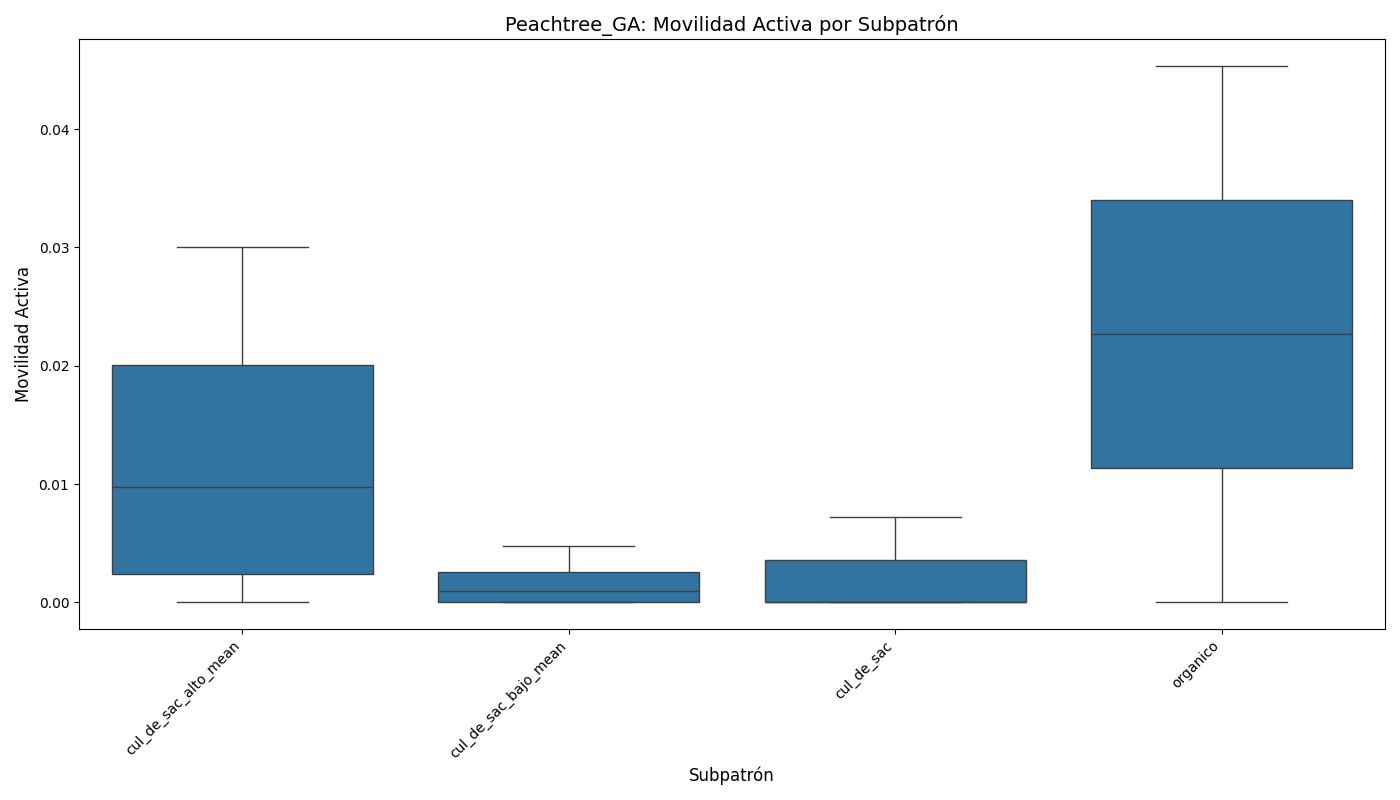 Peachtree_GA: Movilidad Activa por Subpatrón
Movilidad Activa
0.04
0.03
0.02
0.01
0.00
cul_de_sac_alto_mean
cul_de_sac_bajo_mean
cul_de_sac
organico
Subpatrón